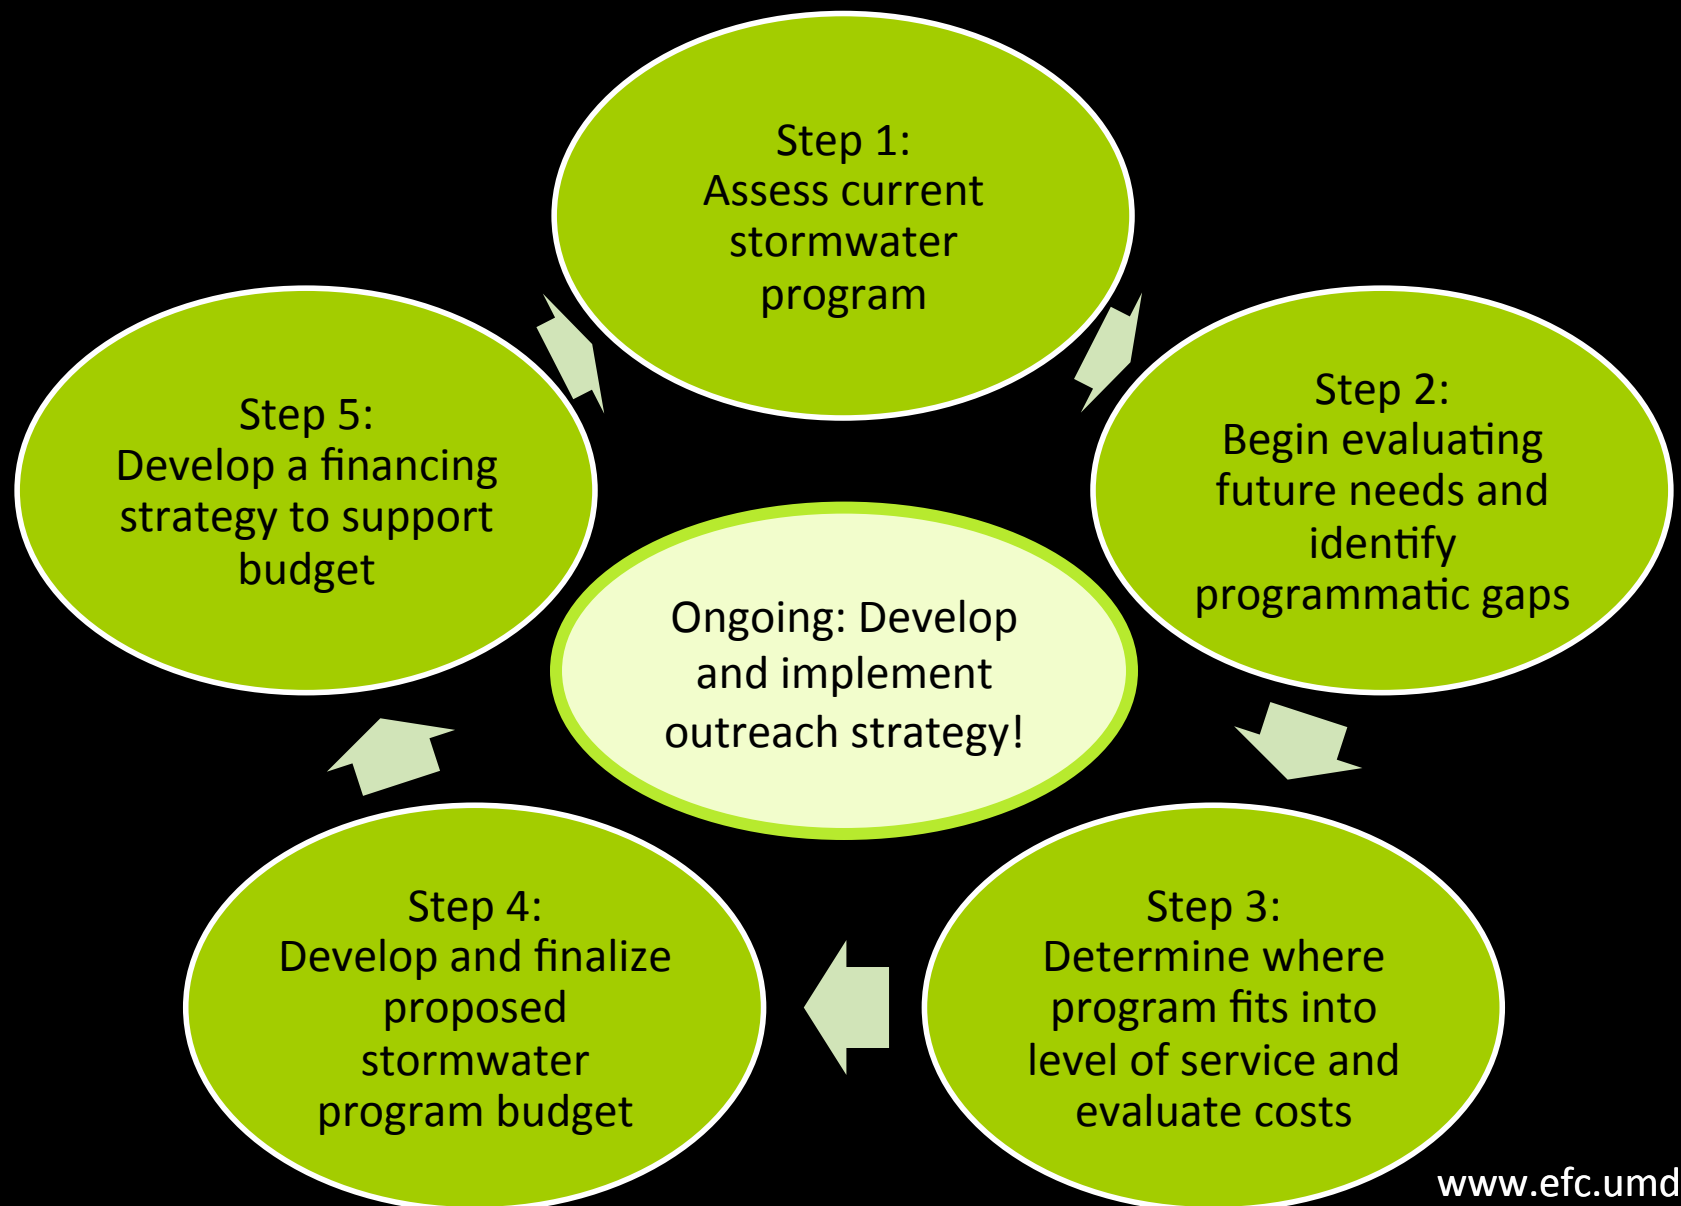 Step 1:
Assess current
stormwater
program
Step 2:
Begin evaluating
future needs and
identify
programmatic gaps
Step 3:
Determine where
program fits into
level of service and
evaluate costs
Step 4:
Develop and finalize
proposed
stormwater
program budget
Step 5:
Develop a financing
strategy to support
budget
Ongoing: Develop
and implement
outreach strategy!
www.efc.umd